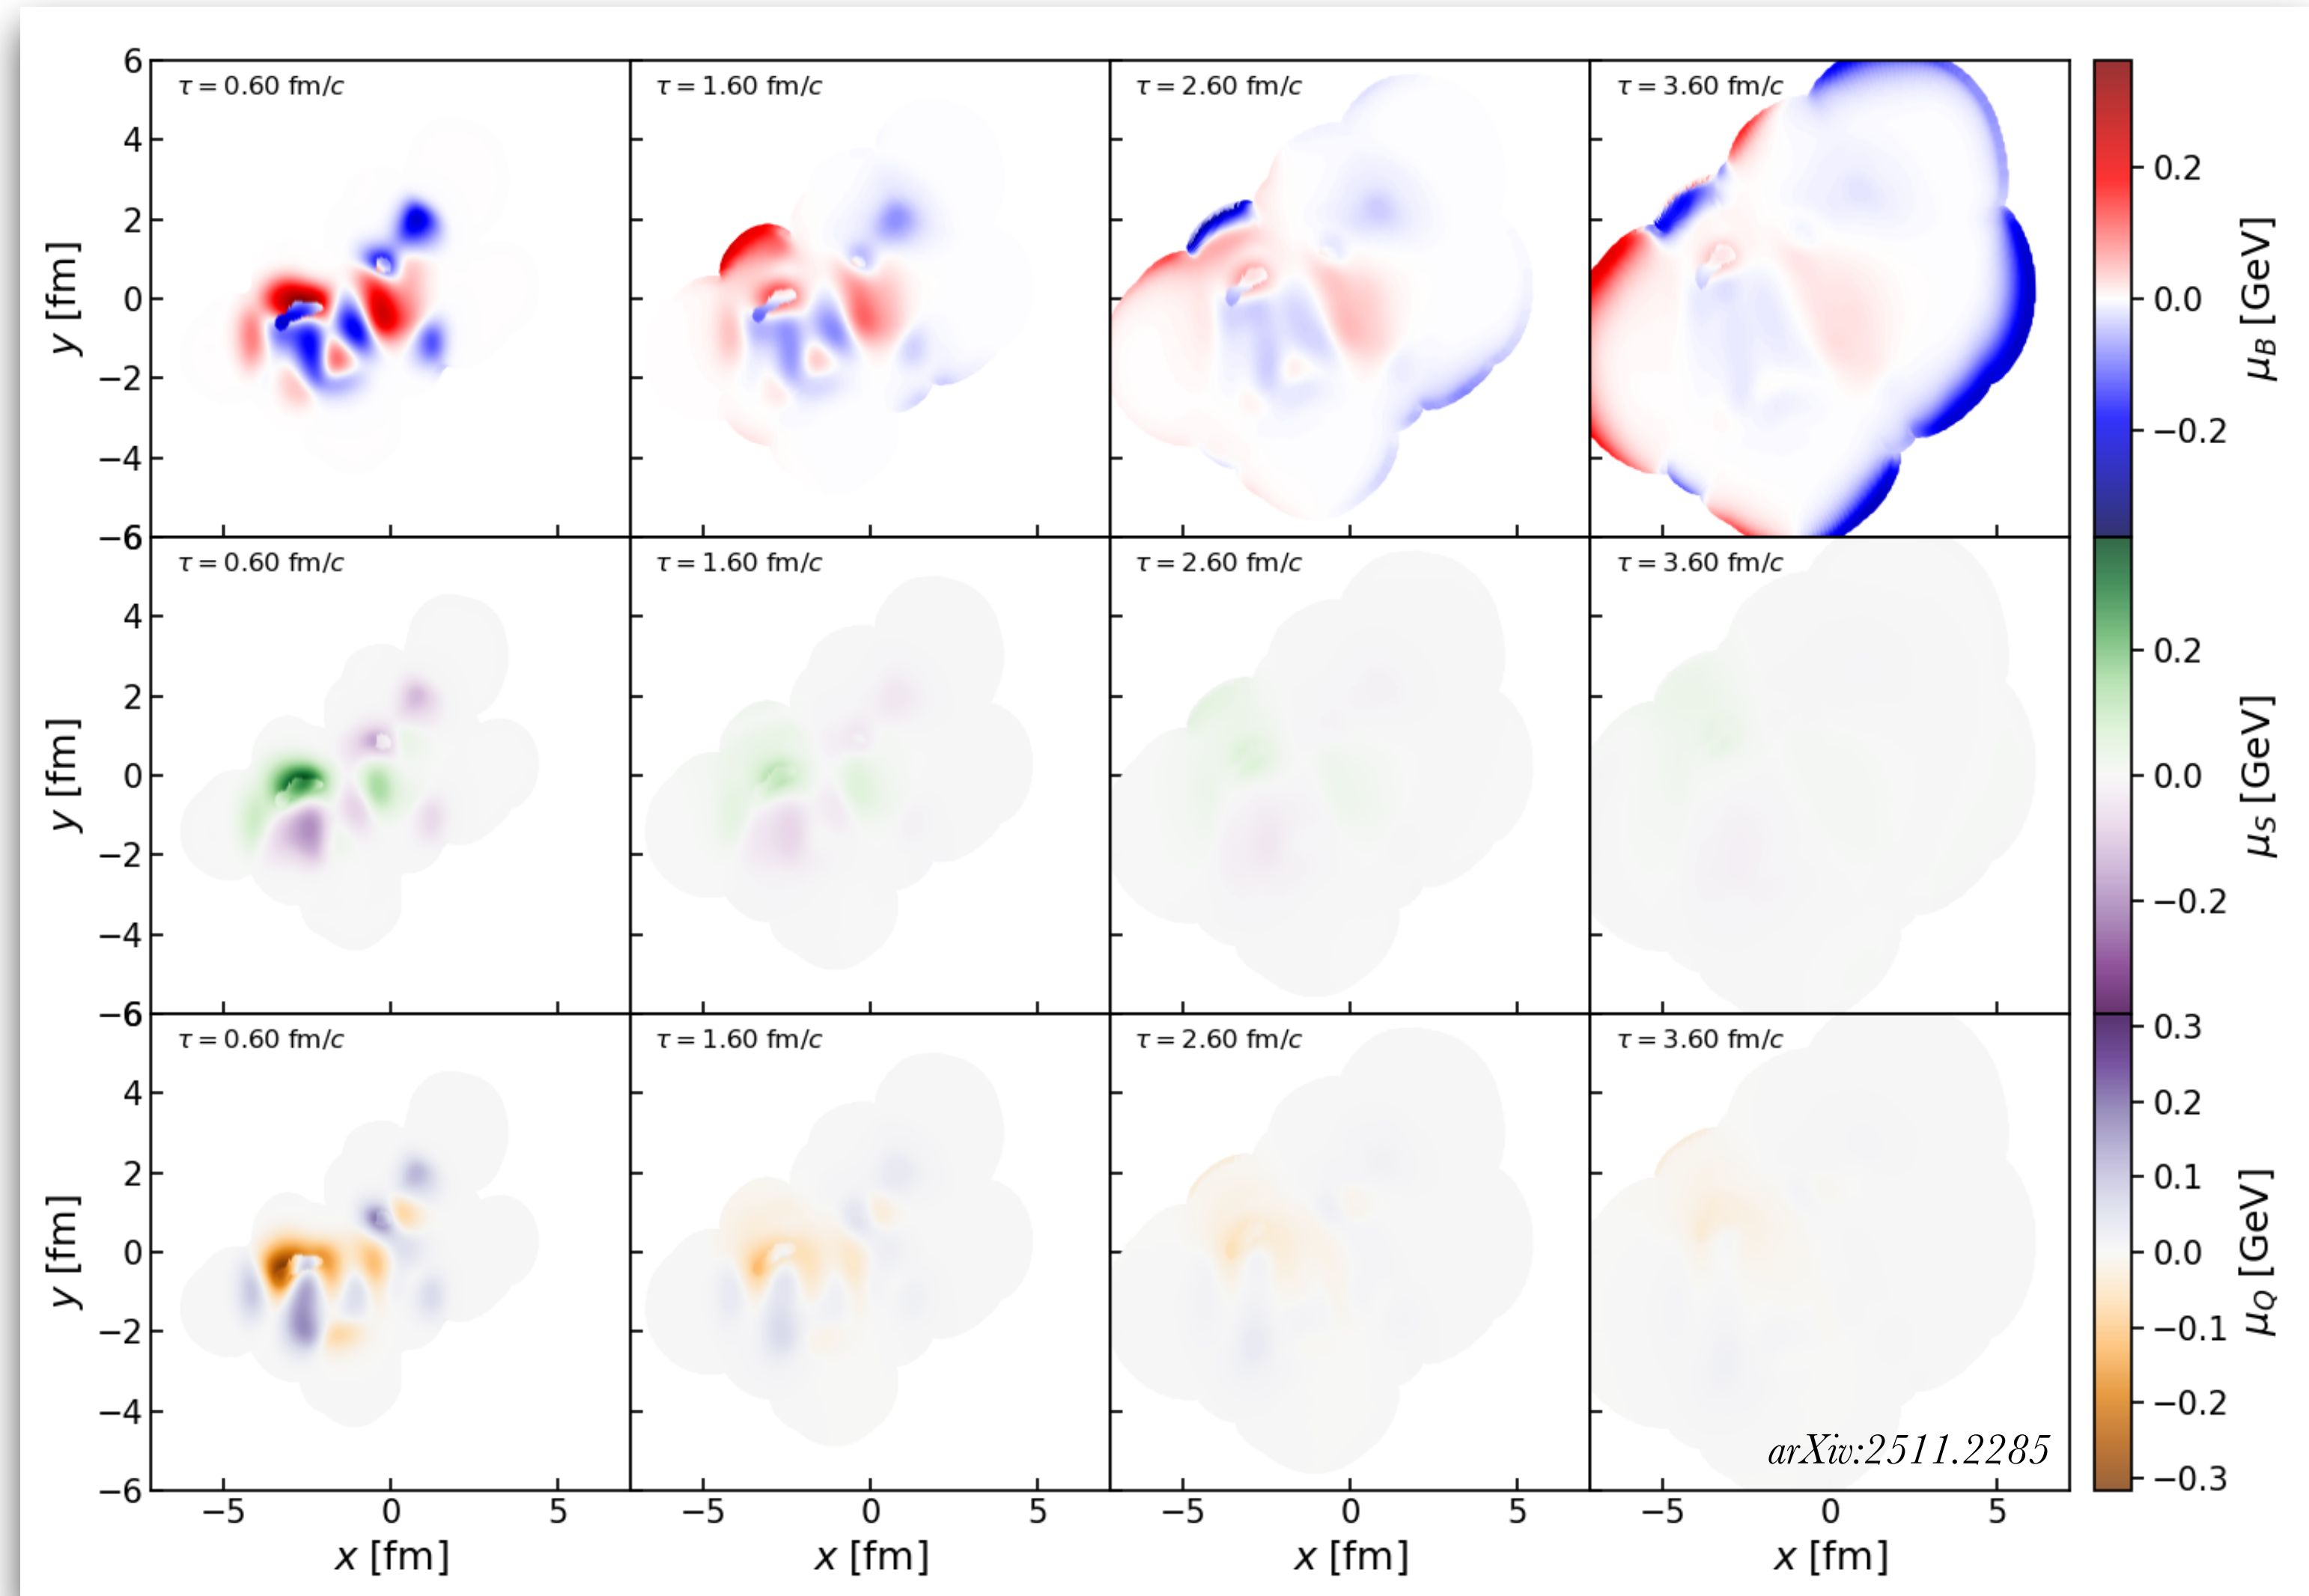 6
4
2
0
−2
−4
−6
y [fm]
τ = 0.60 fm/c
τ = 1.60 fm/c
τ = 2.60 fm/c
τ = 3.60 fm/c
0.2
0.0
−0.2
μB [GeV]
4
2
0
−2
−4
−6
y [fm]
τ = 0.60 fm/c
τ = 1.60 fm/c
τ = 2.60 fm/c
τ = 3.60 fm/c
0.2
0.0
−0.2
μS [GeV]
4
2
0
−2
−4
−6
y [fm]
τ = 0.60 fm/c
τ = 1.60 fm/c
τ = 2.60 fm/c
τ = 3.60 fm/c
arXiv:2511.2285
0.3
0.2
0.1
0.0
−0.1
−0.2
−0.3
μQ [GeV]
−5 0 5
−5 0 5
−5 0 5
−5 0 5
x [fm]
x [fm]
x [fm]
x [fm]